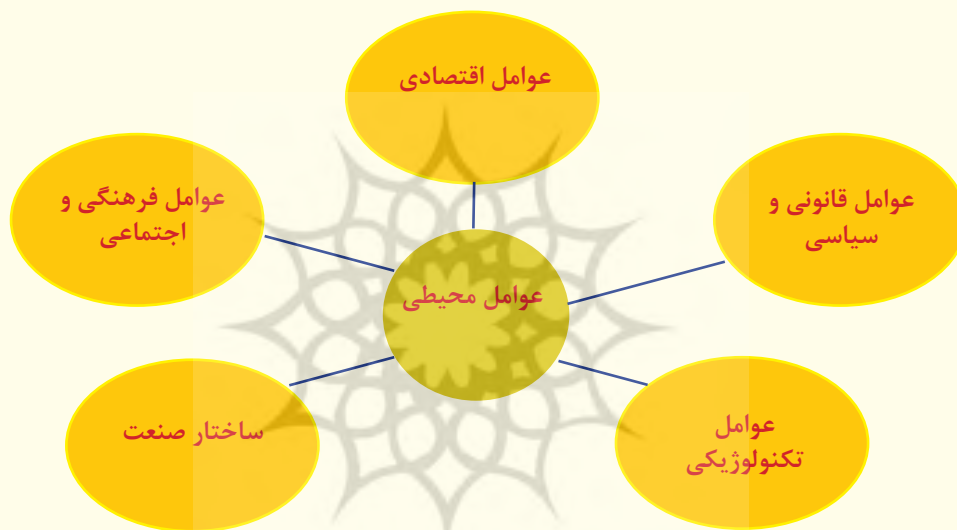 عوامل اقتصادی
عوامل قانونی و
سیاسی
عوامل فرهنگی و
اجتماعی
عوامل محیطی
عوامل
تکنولوژیکی
ساختار صنعت